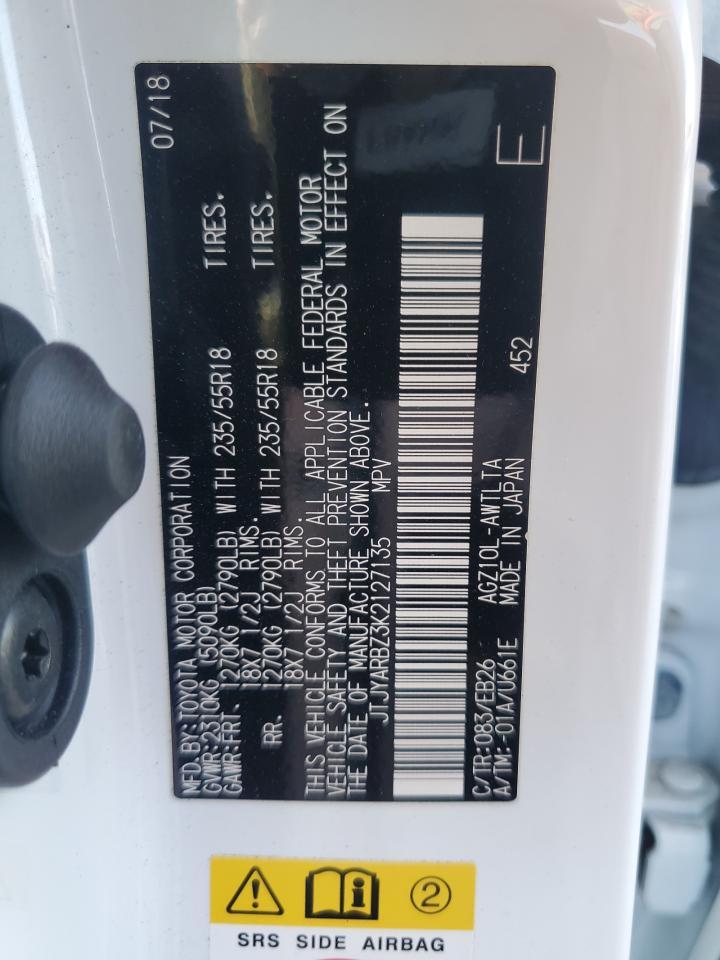 MFD.BY:TOYOTA MOTOR CORPORATION 07/18
GVWR:2310KG (5090LB)
GAWR:FRT. 1270KG (2790LB) WITH 235/55R18 TIRES.
18X7 1/2J RIMS.
RR. 1270KG (2790LB) WITH 235/55R18 TIRES.
18X7 1/2J RIMS.
THIS VEHICLE CONFORMS TO ALL APPLICABLE FEDERAL MOTOR
VEHICLE SAFETY AND THEFT PREVENTION STANDARDS IN EFFECT ON
THE DATE OF MANUFACTURE SHOWN ABOVE.
JTJYARBZ3K2127135 MPV
C/TR:083/EB26 AGZ10L-AWTLTA
A/TM:-01A/U661E MADE IN JAPAN 452 E
2
SRS SIDE AIRBAG